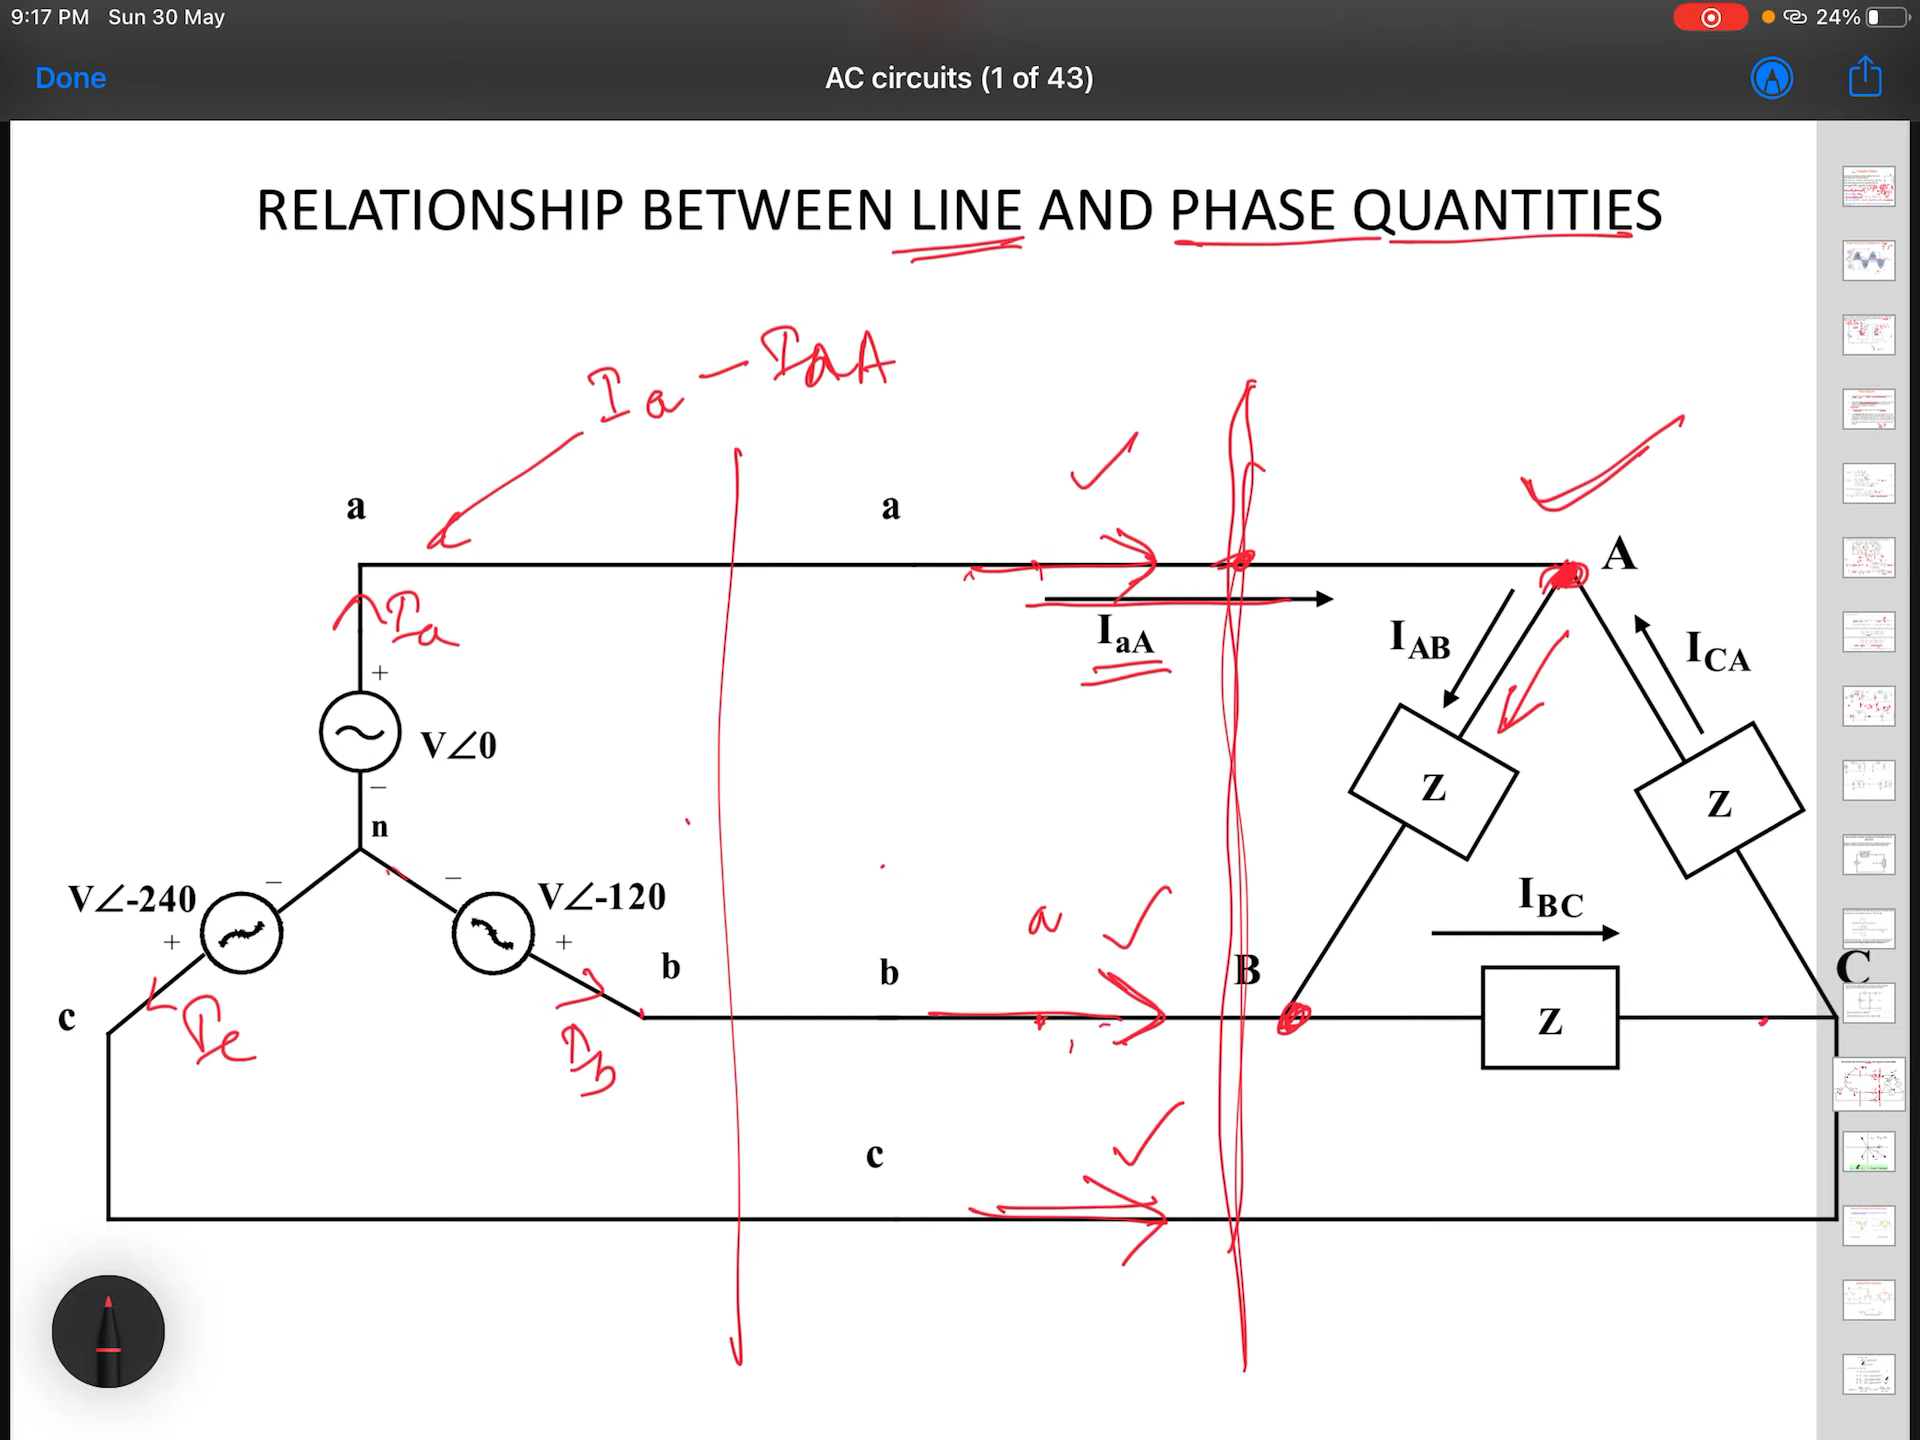 9:17 PM Sun 30 May
24%
Done
AC circuits (1 of 43)
RELATIONSHIP BETWEEN LINE AND PHASE QUANTITIES
Ia – IaA
a
a
A
Ia
IaA
IAB
ICA
+
V∠0
Z
Z
–
n
V∠-240
–
–
V∠-120
a
IBC
+
+
b
b
B
C
c
Ic
Ib
Z
c